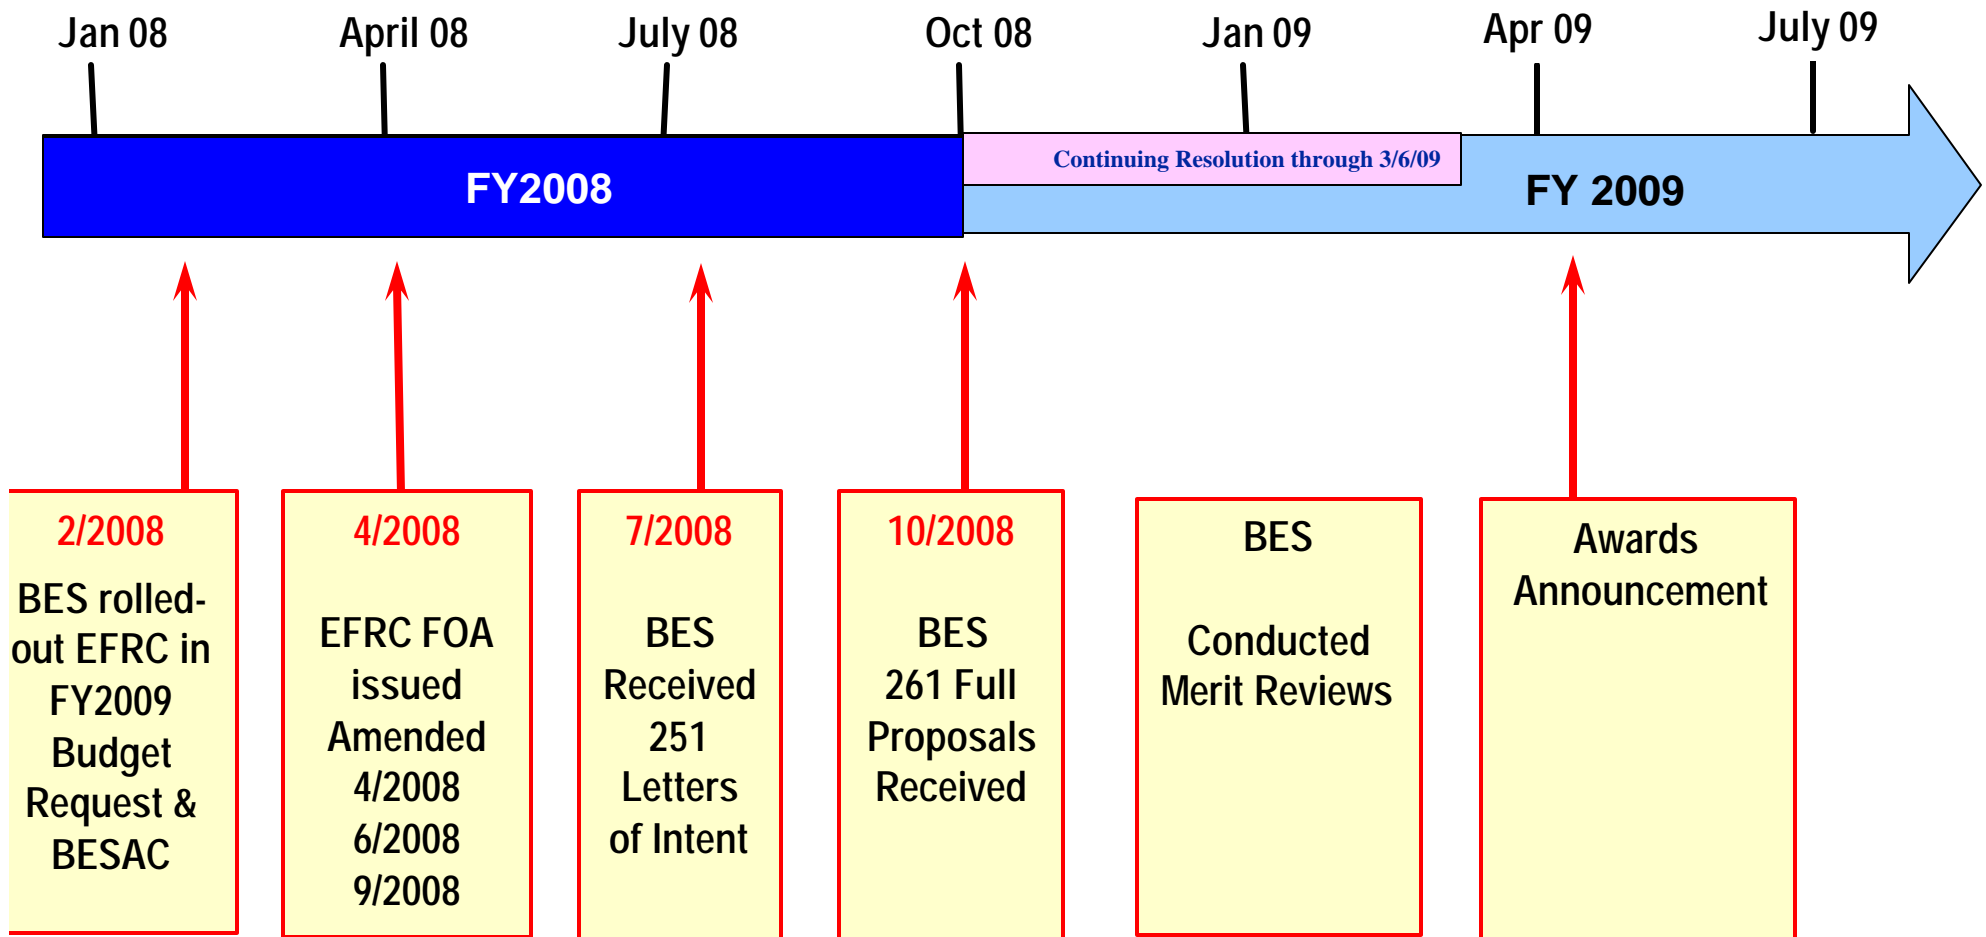 Jan 08
April 08
July 08
Oct 08
Jan 09
Apr 09
July 09
FY2008
Continuing Resolution through 3/6/09
FY 2009
2/2008
BES rolled-
out EFRC in
FY2009
Budget
Request &
BESAC
4/2008
EFRC FOA
issued
Amended
4/2008
6/2008
9/2008
7/2008
BES
Received
251
Letters
of Intent
10/2008
BES
261 Full
Proposals
Received
BES
Conducted
Merit Reviews
Awards
Announcement